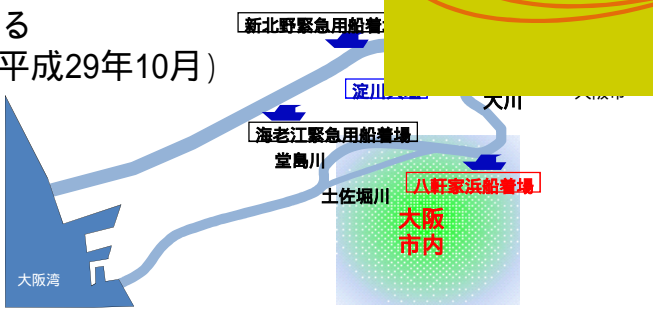 る
平成29年10月）
新北野緊急用船着
淀川
大川
海老江緊急用船着場
堂島川
八軒家浜船着場
土佐堀川
大阪
市内
大阪湾